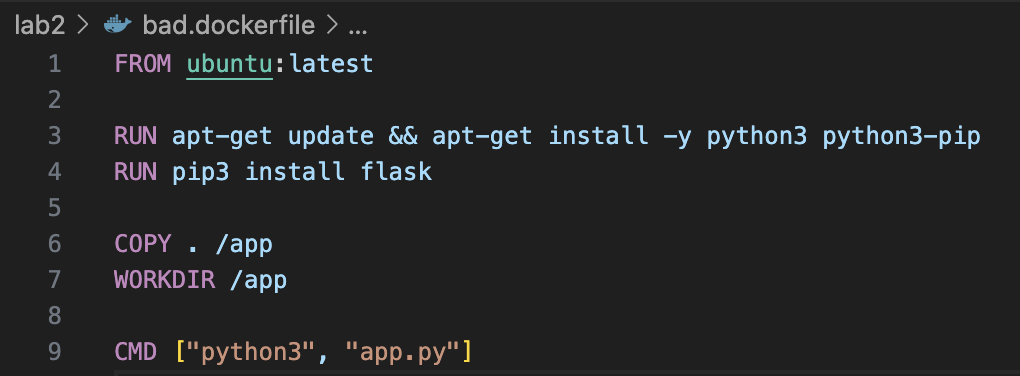 lab2 > bad.dockerfile > ...
1 FROM ubuntu:latest
2
3 RUN apt-get update && apt-get install -y python3 python3-pip
4 RUN pip3 install flask
5
6 COPY . /app
7 WORKDIR /app
8
9 CMD ["python3", "app.py"]